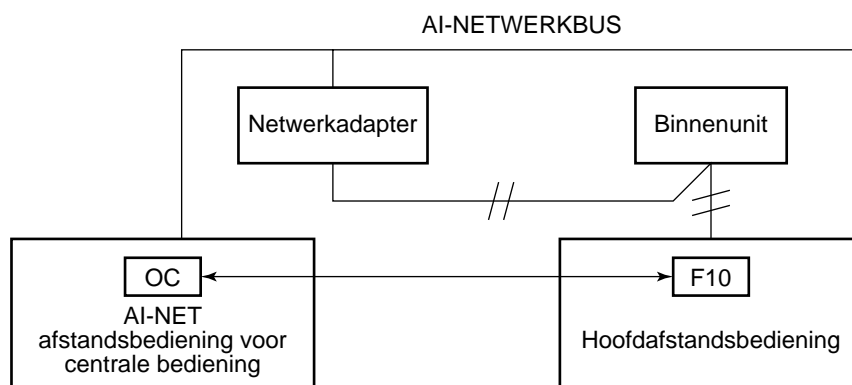 AI-NETWERKBUS
Netwerkadapter
Binnenunit
OC
F10
AI-NET
afstandsbediening voor
centrale bediening
Hoofdafstandsbediening